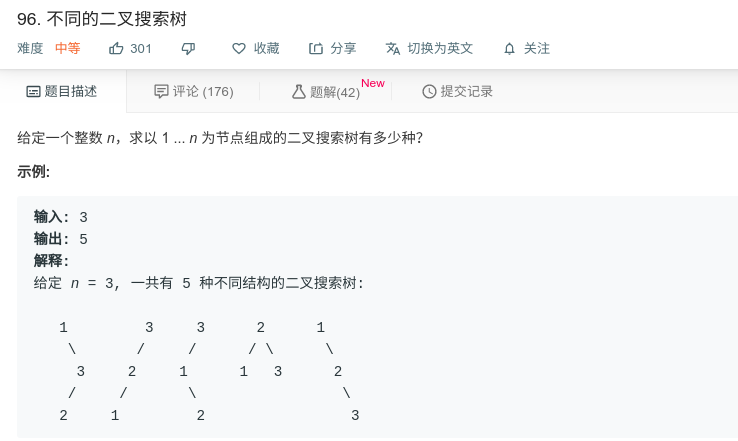 96. 不同的二叉搜索树
难度 中等 301 收藏 分享 切换为英文 关注
题目描述 评论 (176) 题解(42) New 提交记录
给定一个整数 n，求以 1 ... n 为节点组成的二叉搜索树有多少种？
示例:
输入: 3
输出: 5
解释:
给定 n = 3, 一共有 5 种不同结构的二叉搜索树:
   1         3     3      2      1
    \       /     /      / \      \
     3     2     1      1   3      2
    /     /       \                 \
   2     1         2                 3